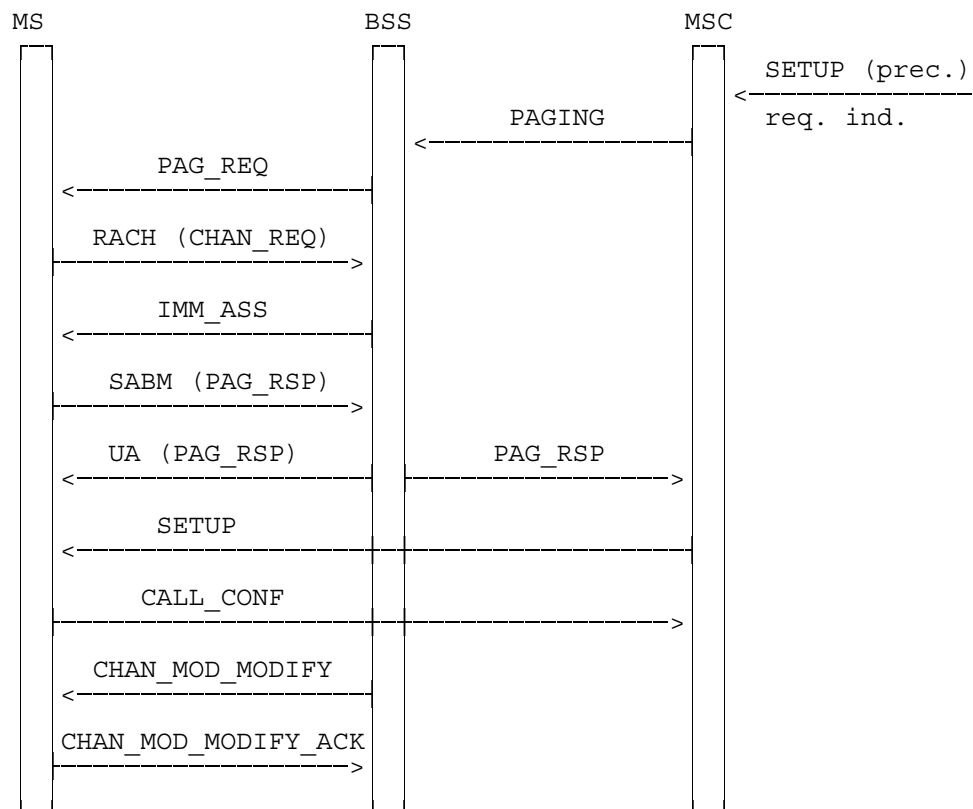 MS BSS MSC
SETUP (prec.)
PAGING
req. ind.
PAG_REQ
RACH (CHAN_REQ)
IMM_ASS
SABM (PAG_RSP)
UA (PAG_RSP) PAG_RSP
SETUP
CALL_CONF
CHAN_MOD_MODIFY
CHAN_MOD_MODIFY_ACK